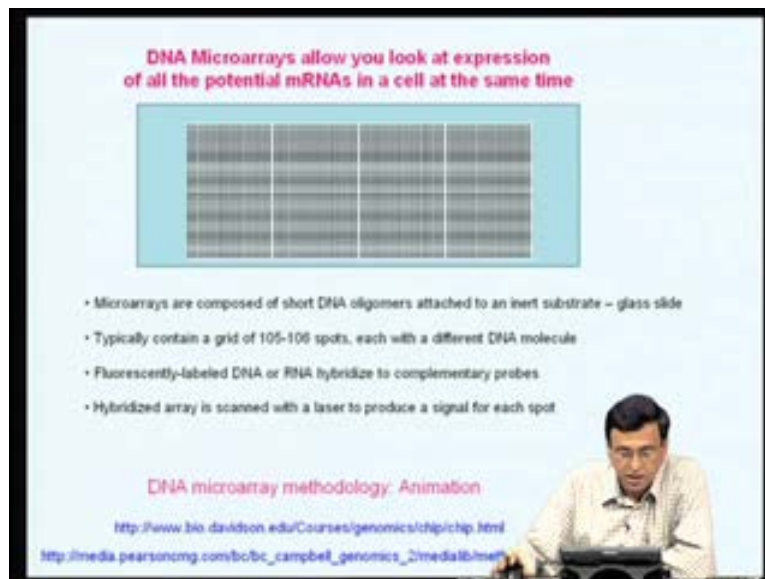 DNA Microarrays allow you look at expression
of all the potential mRNAs in a cell at the same time
• Microarrays are composed of short DNA oligomers attached to an inert substrate – glass slide
• Typically contain a grid of 105-106 spots, each with a different DNA molecule
• Fluorescently-labeled DNA or RNA hybridize to complementary probes
• Hybridized array is scanned with a laser to produce a signal for each spot
DNA microarray methodology: Animation
http://www.bio.davidson.edu/Courses/genomics/chip/chip.html
http://media.pearsoncmg.com/bc/bc_campbell_genomics_2/medialib/meth